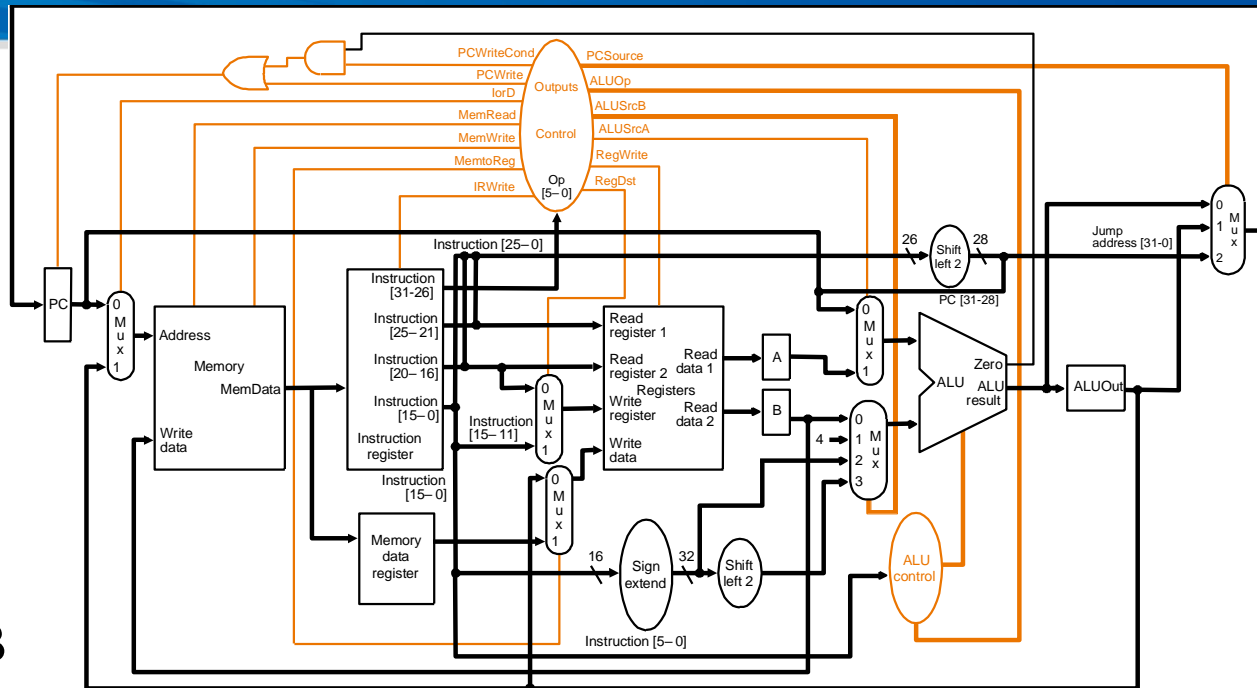 PCWriteCond
PCWrite
IorD
MemRead
MemWrite
MemtoReg
IRWrite
Outputs
Control
Op
[5–0]
PCSource
ALUOp
ALUSrcB
ALUSrcA
RegWrite
RegDst
PC
0
M
u
x
1
Address
Memory
MemData
Write
data
Instruction [25–0]
Instruction
[31-26]
Instruction
[25–21]
Instruction
[20–16]
Instruction
[15–0]
Instruction
register
Instruction
[15–0]
Memory
data
register
Instruction
[15–11]
0
M
u
x
1
0
M
u
x
1
Read
register 1
Read
register 2
Registers
Write
register
Write
data
Read
data 1
Read
data 2
A
B
16
Sign
extend
32
Shift
left 2
Instruction [5–0]
26
Shift
left 2
28
Jump
address [31-0]
PC [31-28]
0
M
u
x
1
4
0
1
2
3
M
u
x
Zero
ALU
ALU
result
ALUOut
ALU
control
0
1
2
M
u
x